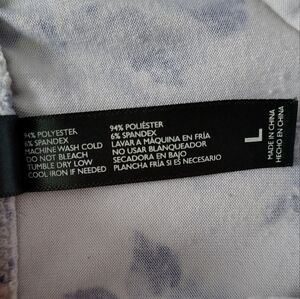 94% POLYESTER
6% SPANDEX
MACHINE WASH COLD
DO NOT BLEACH
TUMBLE DRY LOW
COOL IRON IF NEEDED
94% POLIÉSTER
6% SPANDEX
LAVAR A MÁQUINA EN FRÍA
NO USAR BLANQUEADOR
SECADORA EN BAJO
PLANCHA FRÍA SI ES NECESARIO
L
MADE IN CHINA
HECHO EN CHINA